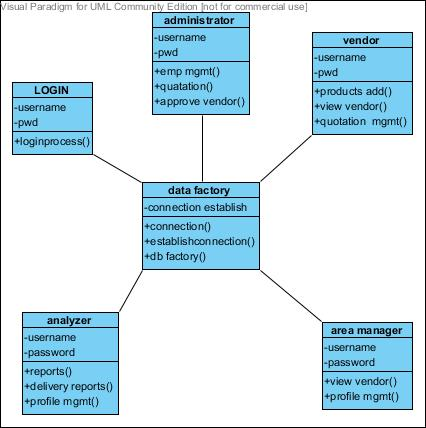 Visual Paradigm for UML Community Edition [not for commercial use]
administrator
-username
-pwd
+emp mgmt()
+quatation()
+approve vendor()
vendor
-username
-pwd
+products add()
+view vendor()
+quotation mgmt()
LOGIN
-username
-pwd
+loginprocess()
data factory
-connection establish
+connection()
+establishconnection()
+db factory()
analyzer
-username
-password
+reports()
+delivery reports()
+profile mgmt()
area manager
-username
-password
+view vendor()
+profile mgmt()